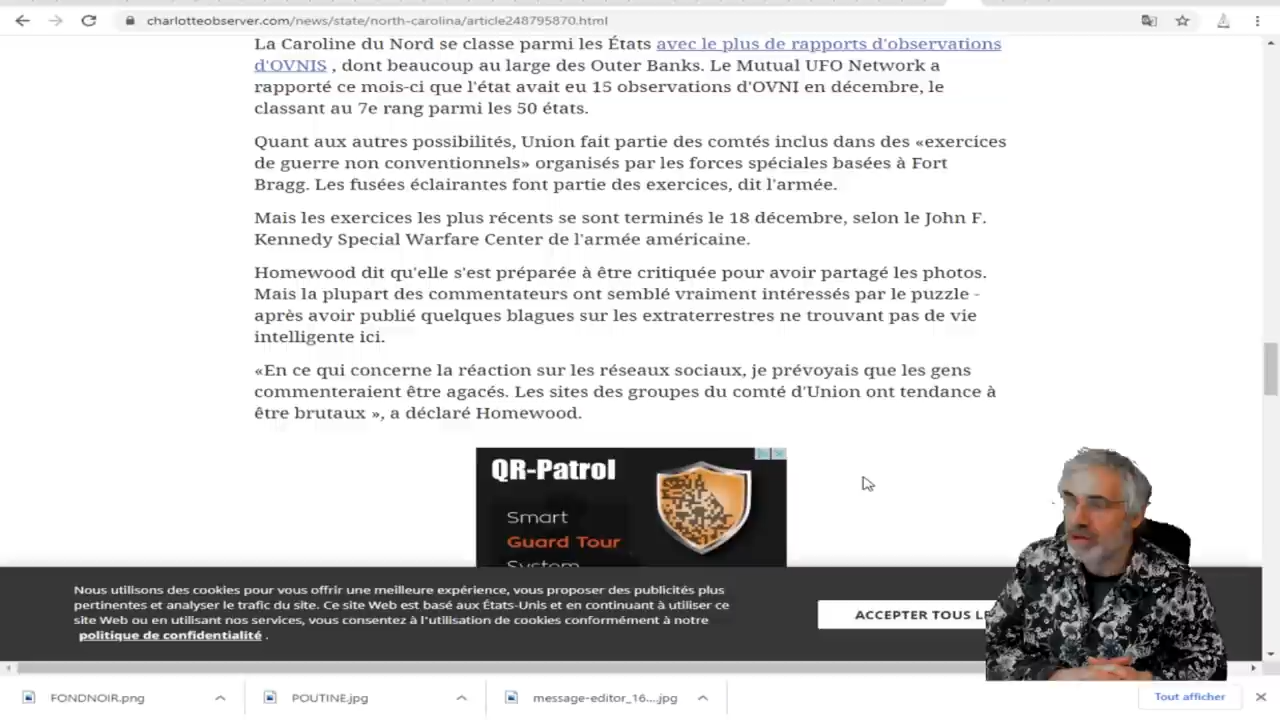 charlotteobserver.com/news/state/north-carolina/article248795870.html
La Caroline du Nord se classe parmi les États avec le plus de rapports d'observations
d'OVNIS , dont beaucoup au large des Outer Banks. Le Mutual UFO Network a
rapporté ce mois-ci que l'état avait eu 15 observations d'OVNI en décembre, le
classant au 7e rang parmi les 50 états.
Quant aux autres possibilités, Union fait partie des comtés inclus dans des «exercices
de guerre non conventionnels» organisés par les forces spéciales basées à Fort
Bragg. Les fusées éclairantes font partie des exercices, dit l'armée.
Mais les exercices les plus récents se sont terminés le 18 décembre, selon le John F.
Kennedy Special Warfare Center de l'armée américaine.
Homewood dit qu'elle s'est préparée à être critiquée pour avoir partagé les photos.
Mais la plupart des commentateurs ont semblé vraiment intéressés par le puzzle -
après avoir publié quelques blagues sur les extraterrestres ne trouvant pas de vie
intelligente ici.
«En ce qui concerne la réaction sur les réseaux sociaux, je prévoyais que les gens
commenteraient être agacés. Les sites des groupes du comté d'Union ont tendance à
être brutaux », a déclaré Homewood.
QR-Patrol
Smart
Guard Tour
System
Nous utilisons des cookies pour vous offrir une meilleure expérience, vous proposer des publicités plus
pertinentes et analyser le trafic du site. Ce site Web est basé aux États-Unis et en continuant à utiliser ce
site Web ou en utilisant nos services, vous consentez à l'utilisation de cookies conformément à notre
politique de confidentialité .
ACCEPTER TOUS LE
FONDNOIR.png
POUTINE.jpg
message-editor_16....jpg
Tout afficher